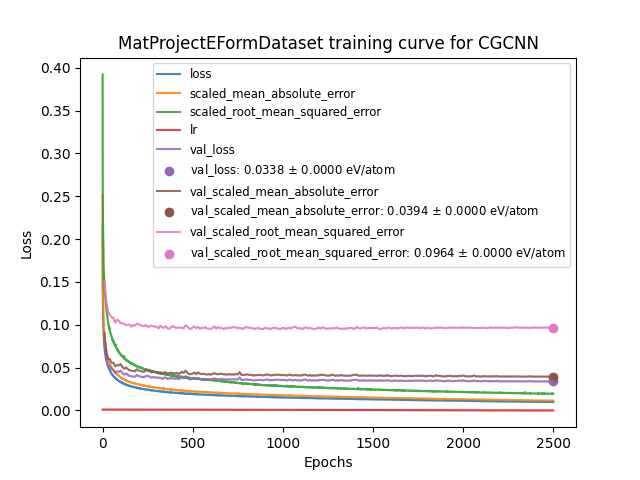 MatProjectEFormDataset training curve for CGCNN
0.40
0.35
0.30
0.25
0.20
0.15
0.10
0.05
0.00
Loss
loss
scaled_mean_absolute_error
scaled_root_mean_squared_error
lr
val_loss
val_loss: 0.0338 ± 0.0000 eV/atom
val_scaled_mean_absolute_error
val_scaled_mean_absolute_error: 0.0394 ± 0.0000 eV/atom
val_scaled_root_mean_squared_error
val_scaled_root_mean_squared_error: 0.0964 ± 0.0000 eV/atom
0 500 1000 1500 2000 2500
Epochs